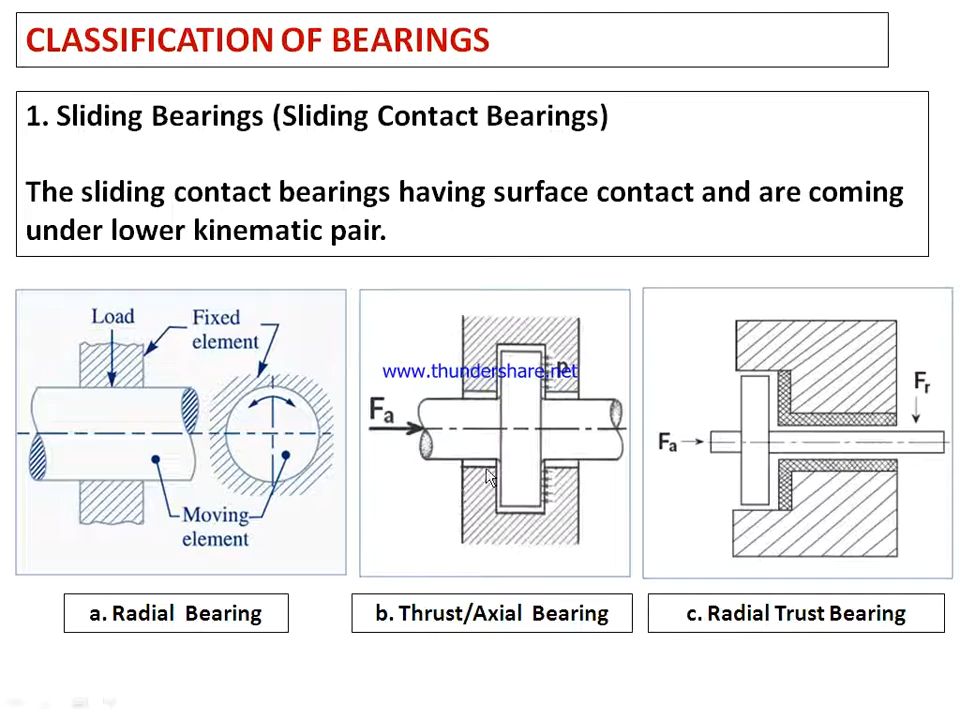 CLASSIFICATION OF BEARINGS
1. Sliding Bearings (Sliding Contact Bearings)
The sliding contact bearings having surface contact and are coming
under lower kinematic pair.
Load
Fixed
element
Moving
element
www.thundershare.net
p
Fa
Fr
Fa
a. Radial Bearing
b. Thrust/Axial Bearing
c. Radial Trust Bearing